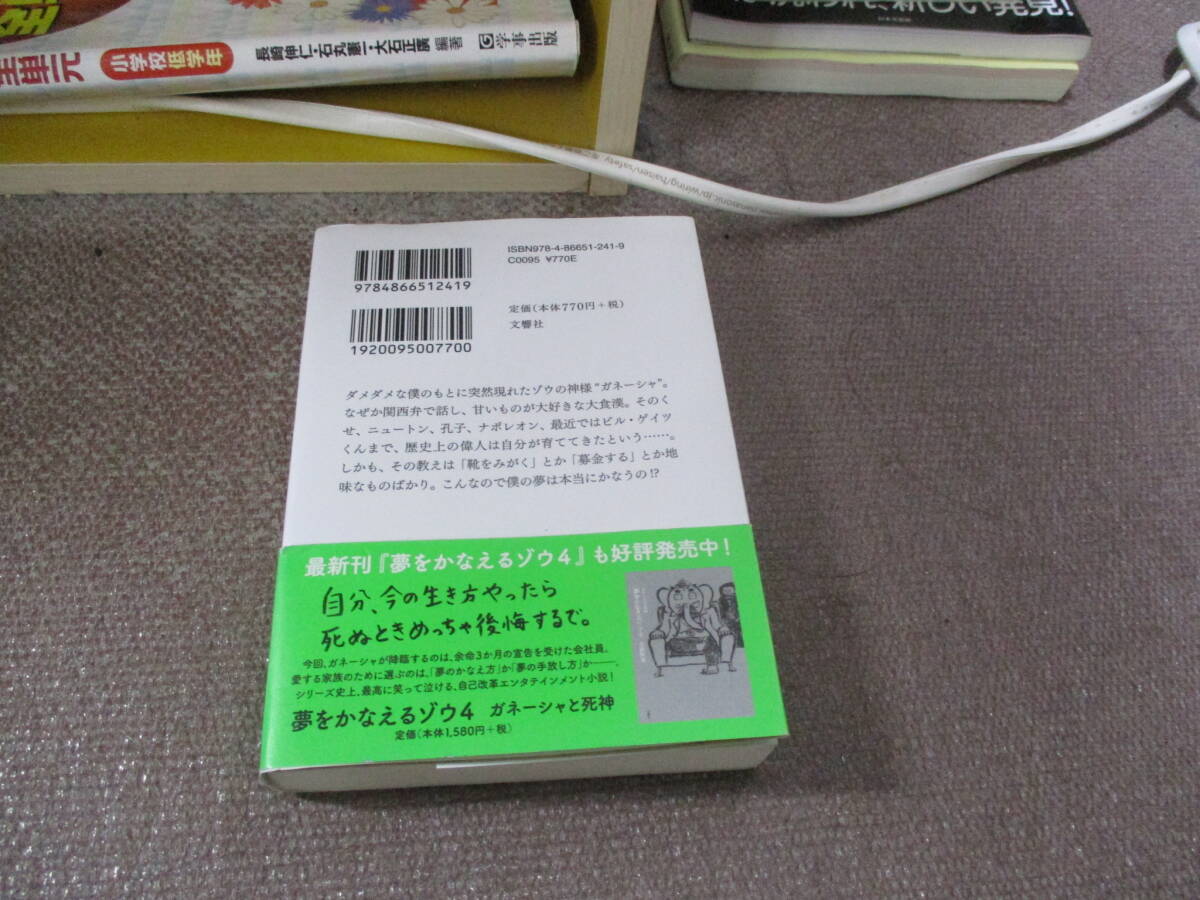 単元
小学校低学年
長崎伸仁・石丸憲一・大石正廣 編著
学事出版
新しい発見!
ISBN978-4-86651-241-9
C0095 ¥770E
9784866512419
定価(本体770円+税)
文響社
1920095007700
ダメダメな僕のもとに突然現れたゾウの神様“ガネーシャ”。
なぜか関西弁で話し、甘いものが大好きな大食漢。そのく
せ、ニュートン、孔子、ナポレオン、最近ではビル・ゲイツ
くんまで、歴史上の偉人は自分が育ててきたという……。
しかも、その教えは「靴をみがく」とか「募金する」とか地
味なものばかり。こんなので僕の夢は本当にかなうの!?
最新刊『夢をかなえるゾウ4』も好評発売中!
自分、今の生き方やったら
死ぬときめっちゃ後悔するで。
今回、ガネーシャが降臨するのは、余命3か月の宣告を受けた会社員。
愛する家族のために選ぶのは、「夢のかなえ方」か「夢の手放し方」か――。
シリーズ史上、最高に笑って泣ける、自己改革エンタテインメント小説!
夢をかなえるゾウ4 ガネーシャと死神
定価(本体1,580円+税)